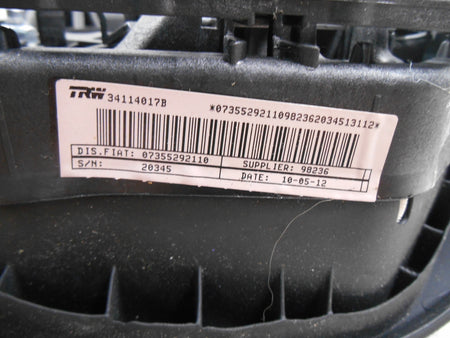 TRW 34114017B *07355292110982362034513112*
DIS.FIAT: 07355292110 SUPPLIER: 98236
S/N: 20345 DATE: 10-05-12